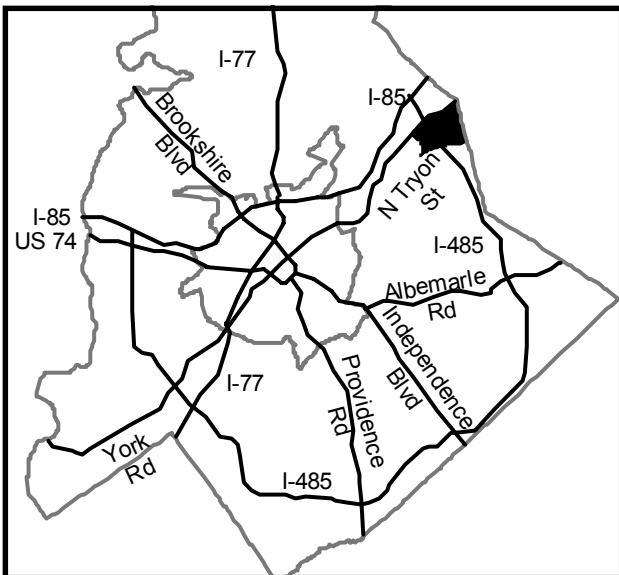 I-77
I-85
Brookshire
Blvd
N Tryon
St
I-85
US 74
I-485
Albemarle
Rd
Independence
Blvd
Providence
Rd
I-77
York
Rd
I-485